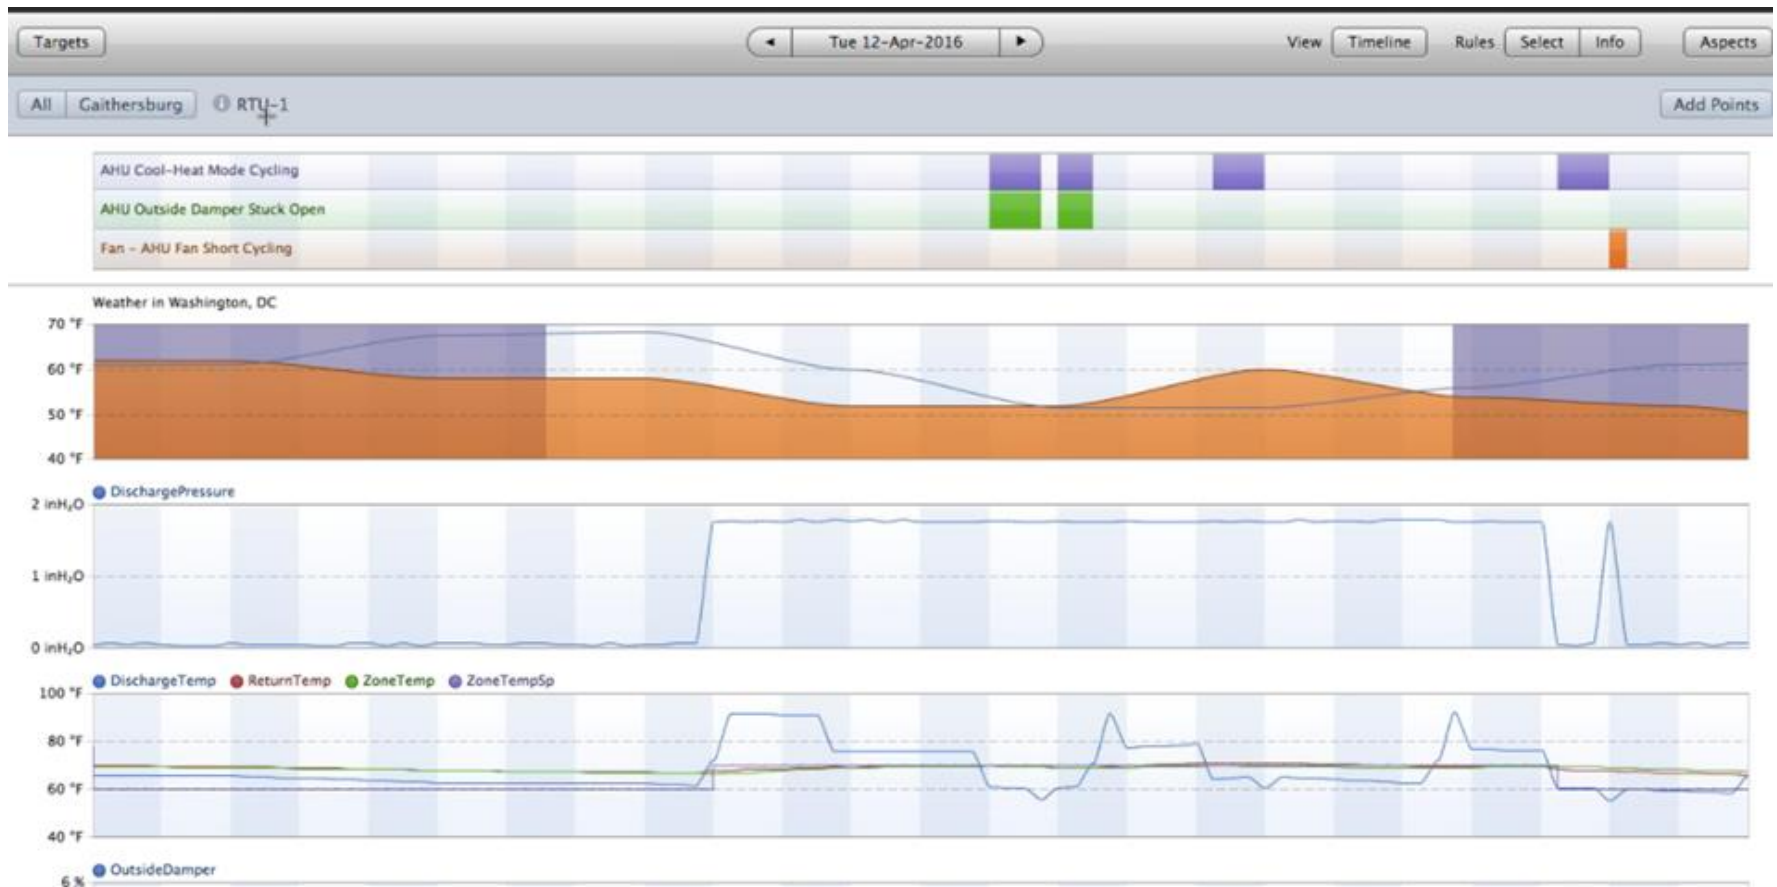 Targets ◄ Tue 12-Apr-2016 ► View Timeline Rules Select Info Aspects
All Gaithersburg RTU-1 Add Points
AHU Cool-Heat Mode Cycling
AHU Outside Damper Stuck Open
Fan - AHU Fan Short Cycling
Weather in Washington, DC
70 °F
60 °F
50 °F
40 °F
DischargePressure
2 inH₂O
1 inH₂O
0 inH₂O
DischargeTemp ReturnTemp ZoneTemp ZoneTempSp
100 °F
80 °F
60 °F
40 °F
OutsideDamper
6 %